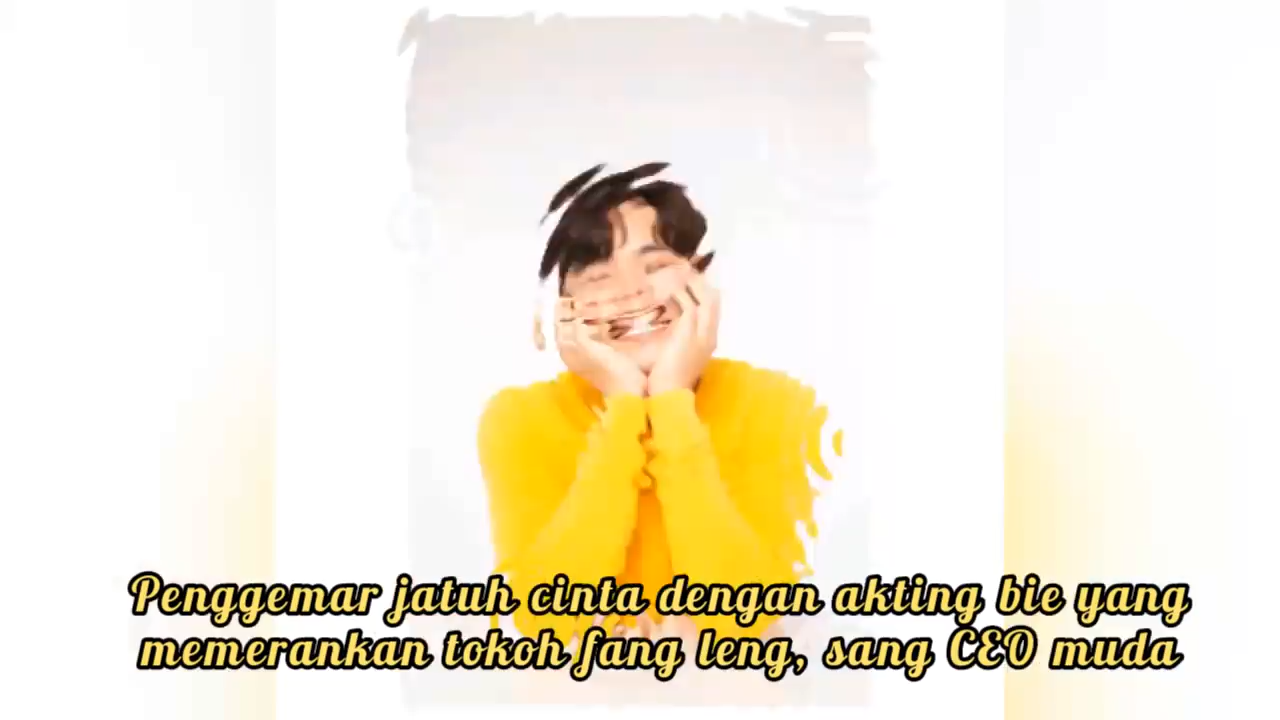 Penggemar jatuh cinta dengan akting bie yang
memerankan tokoh fang leng, sang CEO muda